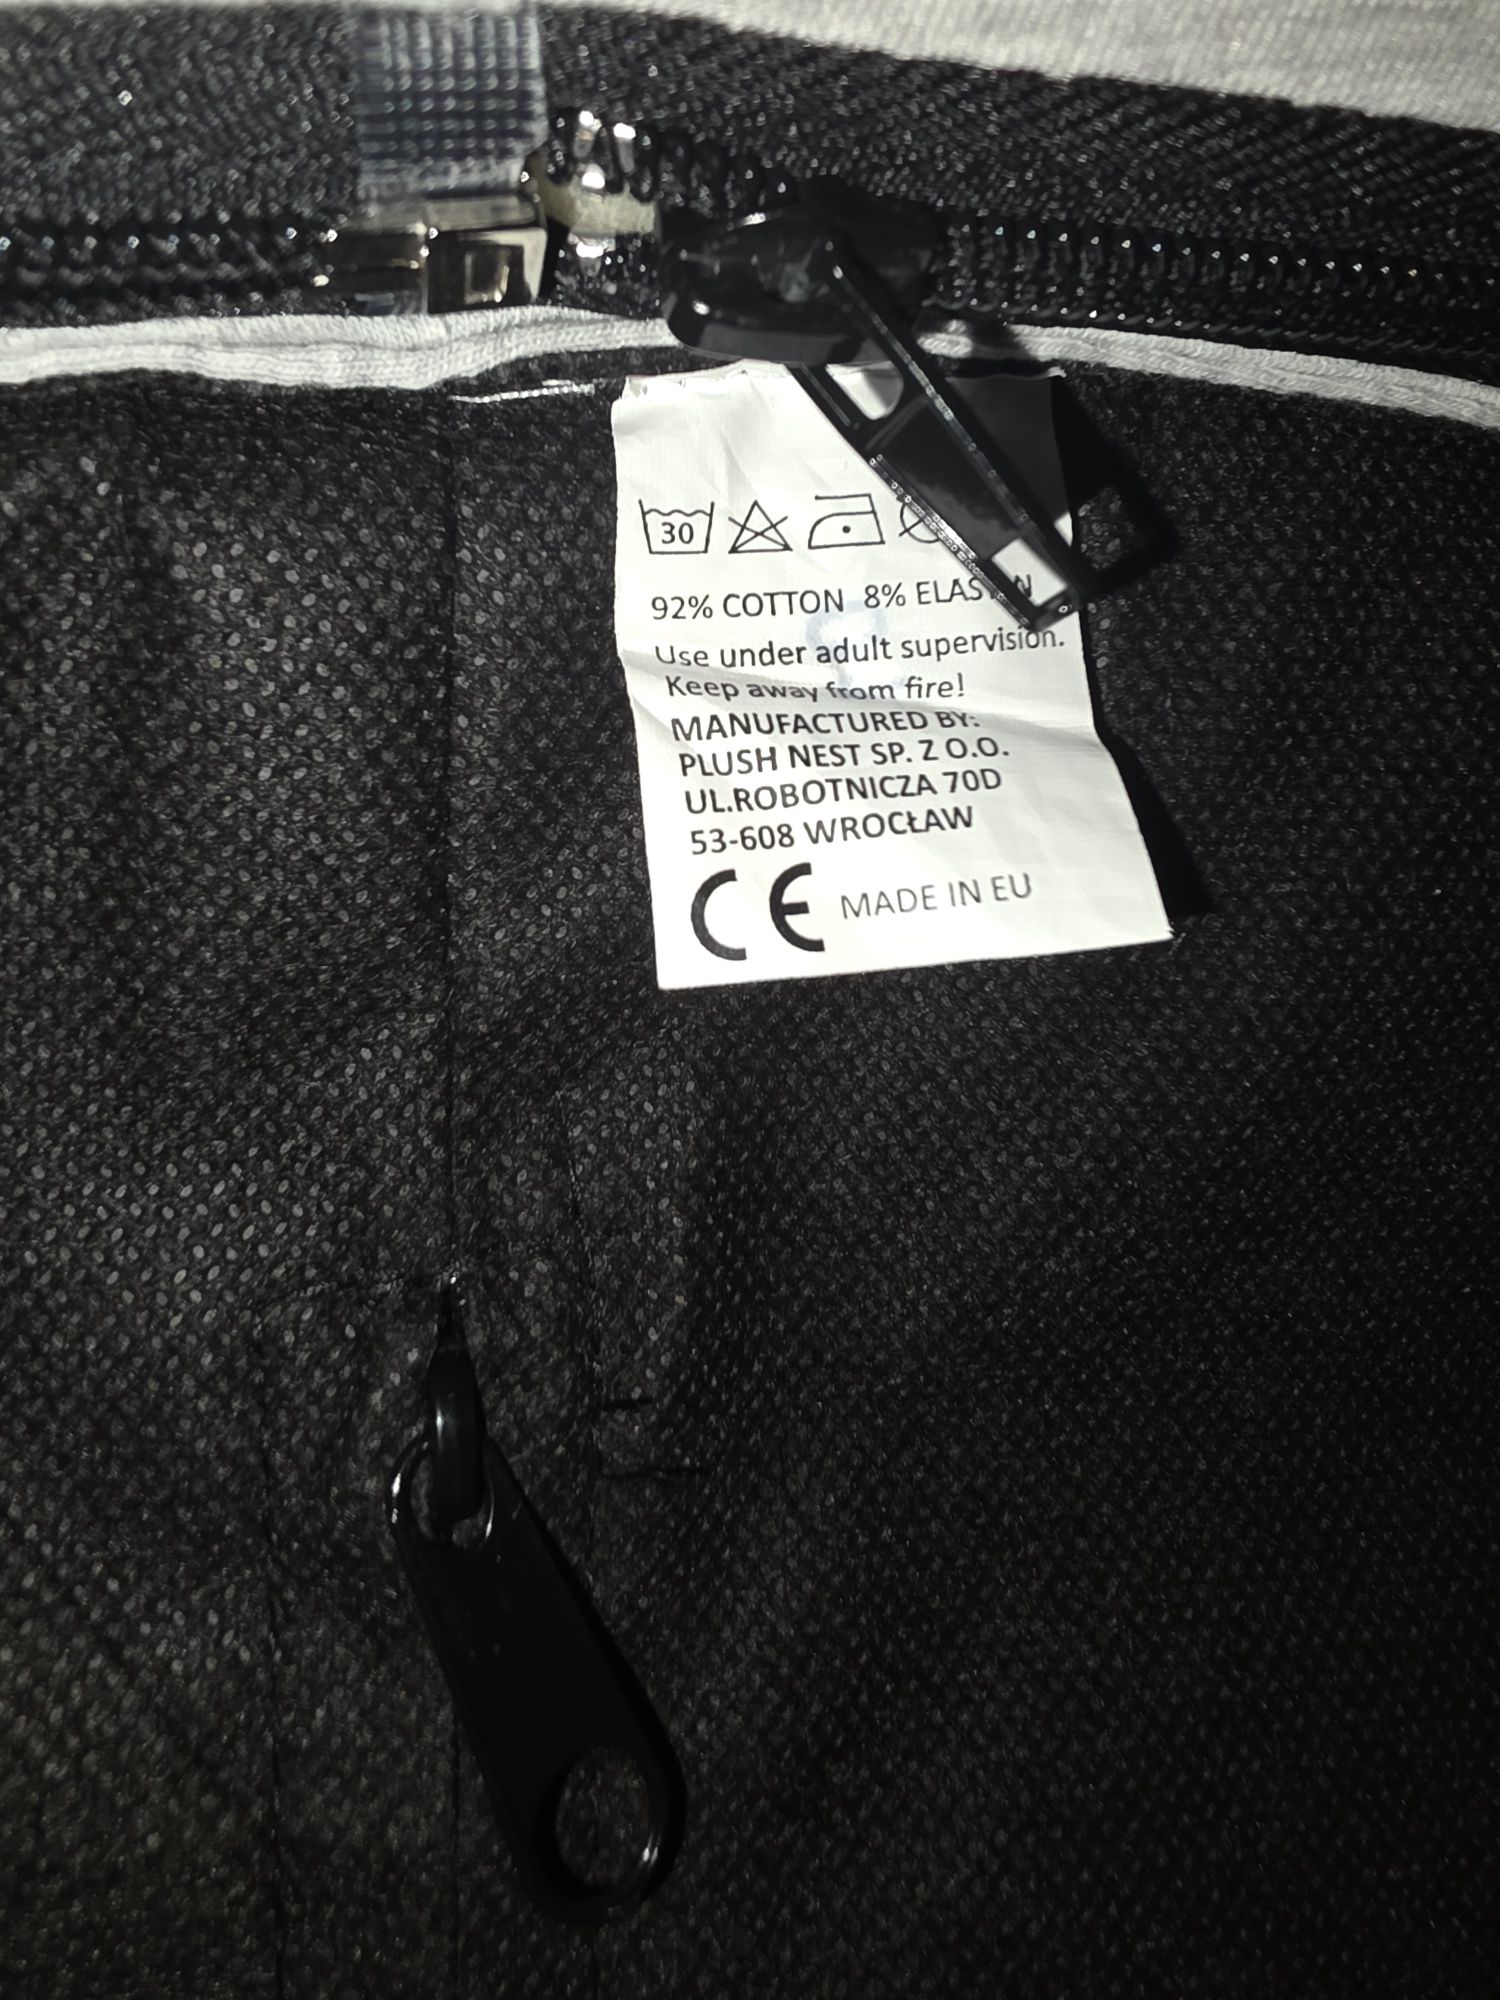 30
92% COTTON 8% ELASTAN
Use under adult supervision.
Keep away from fire!
MANUFACTURED BY:
PLUSH NEST SP. Z O.O.
UL.ROBOTNICZA 70D
53-608 WROCŁAW
CE MADE IN EU